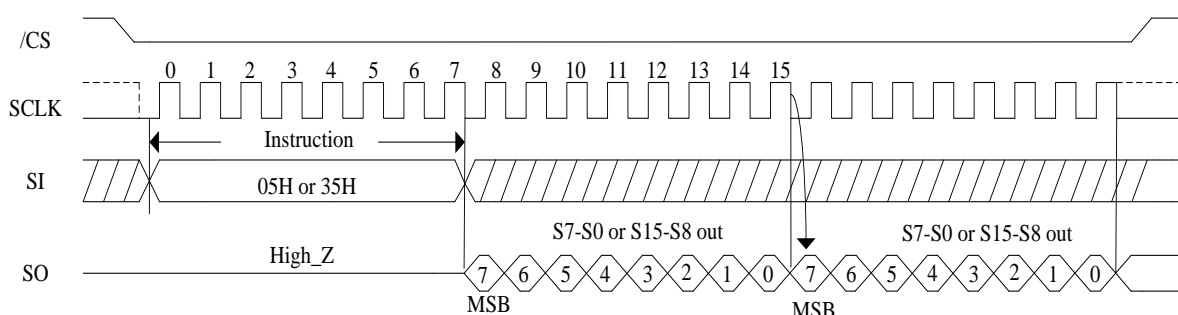 /CS
0 1 2 3 4 5 6 7 8 9 10 11 12 13 14 15
SCLK
Instruction
SI
05H or 35H
S7-S0 or S15-S8 out S7-S0 or S15-S8 out
High_Z
SO
7 6 5 4 3 2 1 0 7 6 5 4 3 2 1 0
MSB MSB